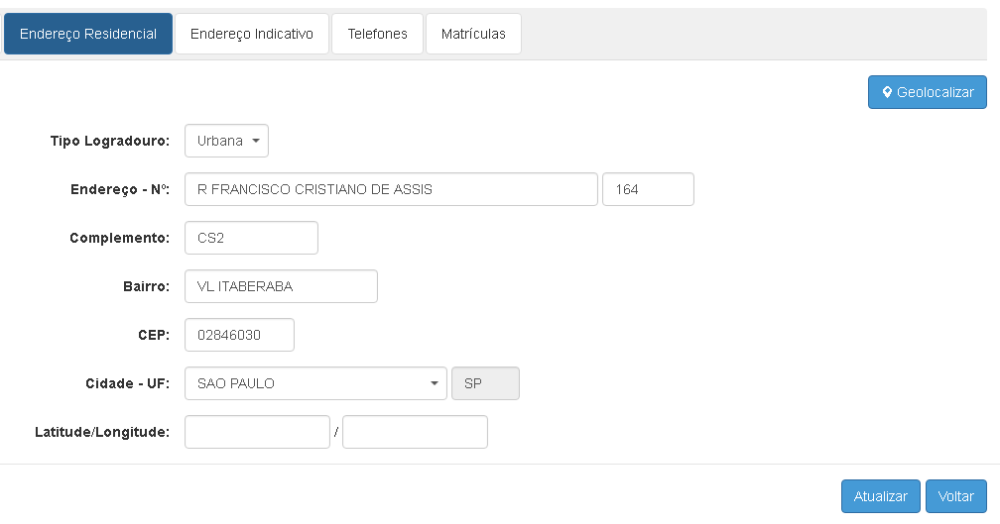 Endereço Residencial Endereço Indicativo Telefones Matrículas
Geolocalizar
Tipo Logradouro: Urbana
Endereço - Nº: R FRANCISCO CRISTIANO DE ASSIS 164
Complemento: CS2
Bairro: VL ITABERABA
CEP: 02846030
Cidade - UF: SAO PAULO SP
Latitude/Longitude: /
Atualizar Voltar